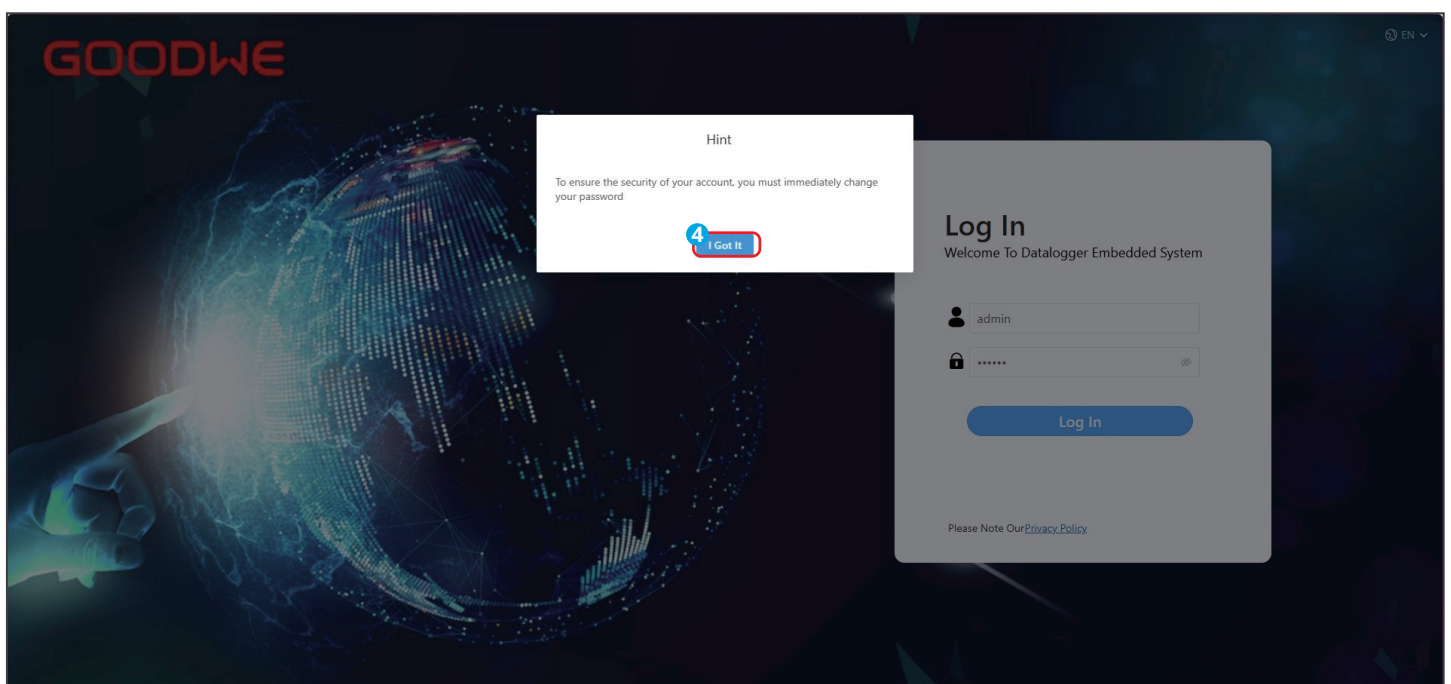 GOODWE
EN
Hint
To ensure the security of your account, you must immediately change
your password
4
I Got It
Log In
Welcome To Datalogger Embedded System
admin
••••••
Log In
Please Note OurPrivacy Policy